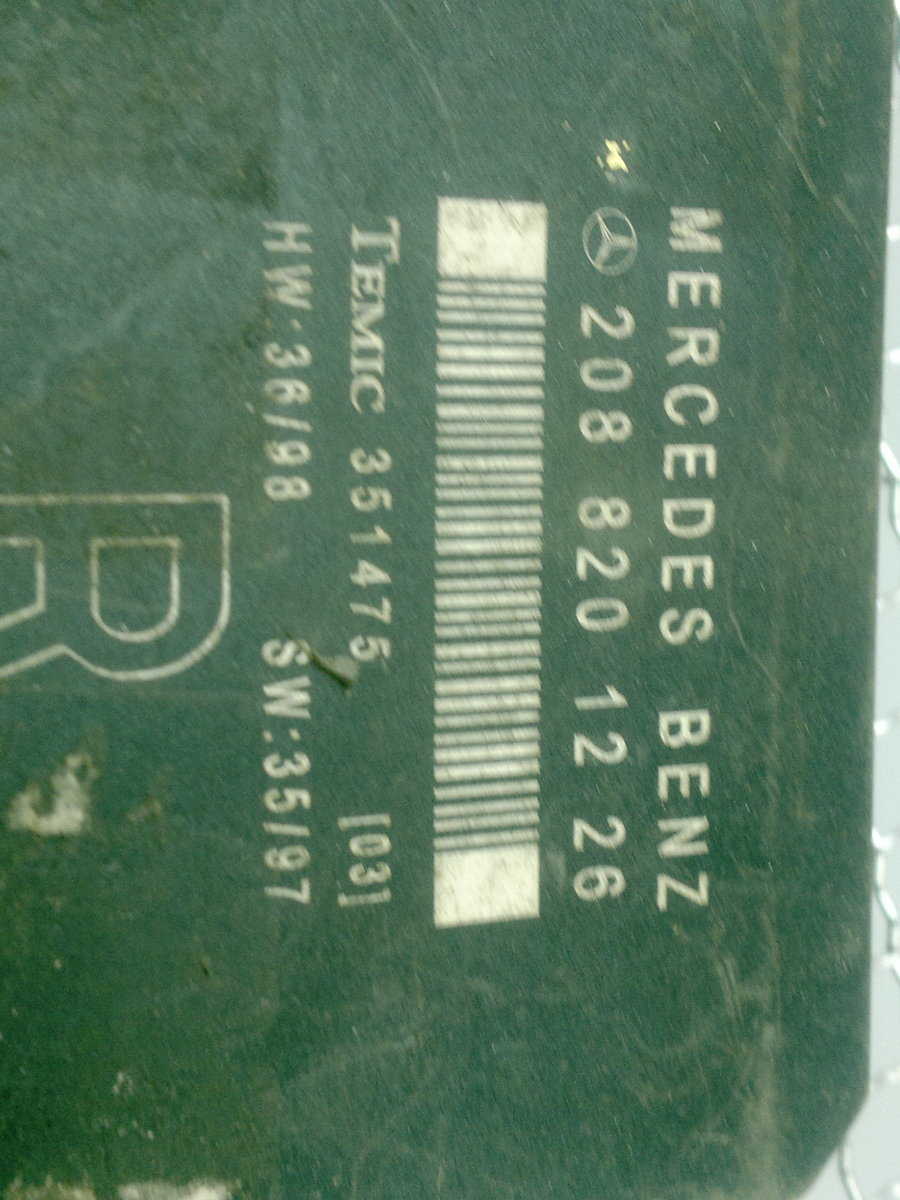 MERCEDES BENZ
208 820 12 26
TEMIC 351475 |03|
HW:36/98 SW:35/97
R